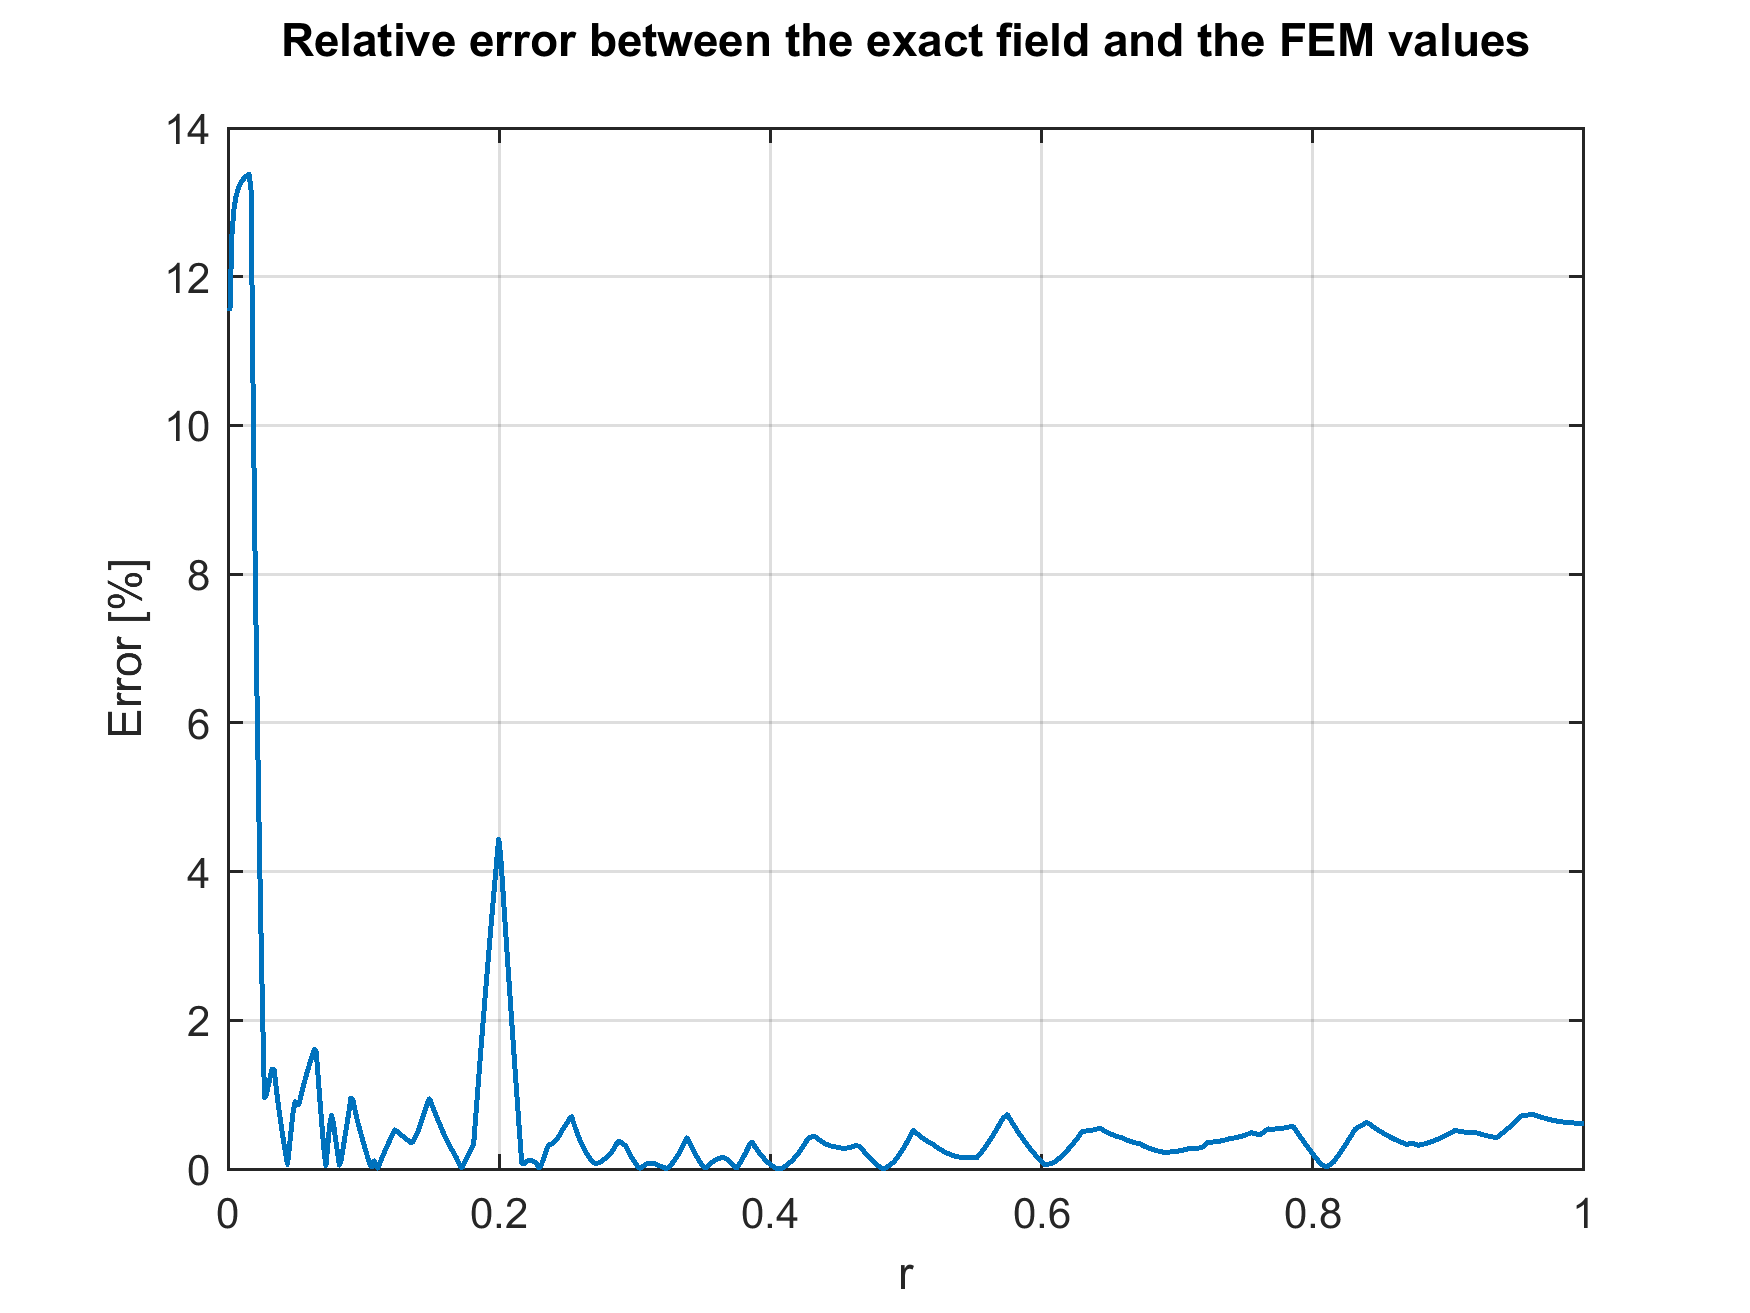 Relative error between the exact field and the FEM values
14
12
10
8
6
4
2
0
Error [%]
0 0.2 0.4 0.6 0.8 1
r